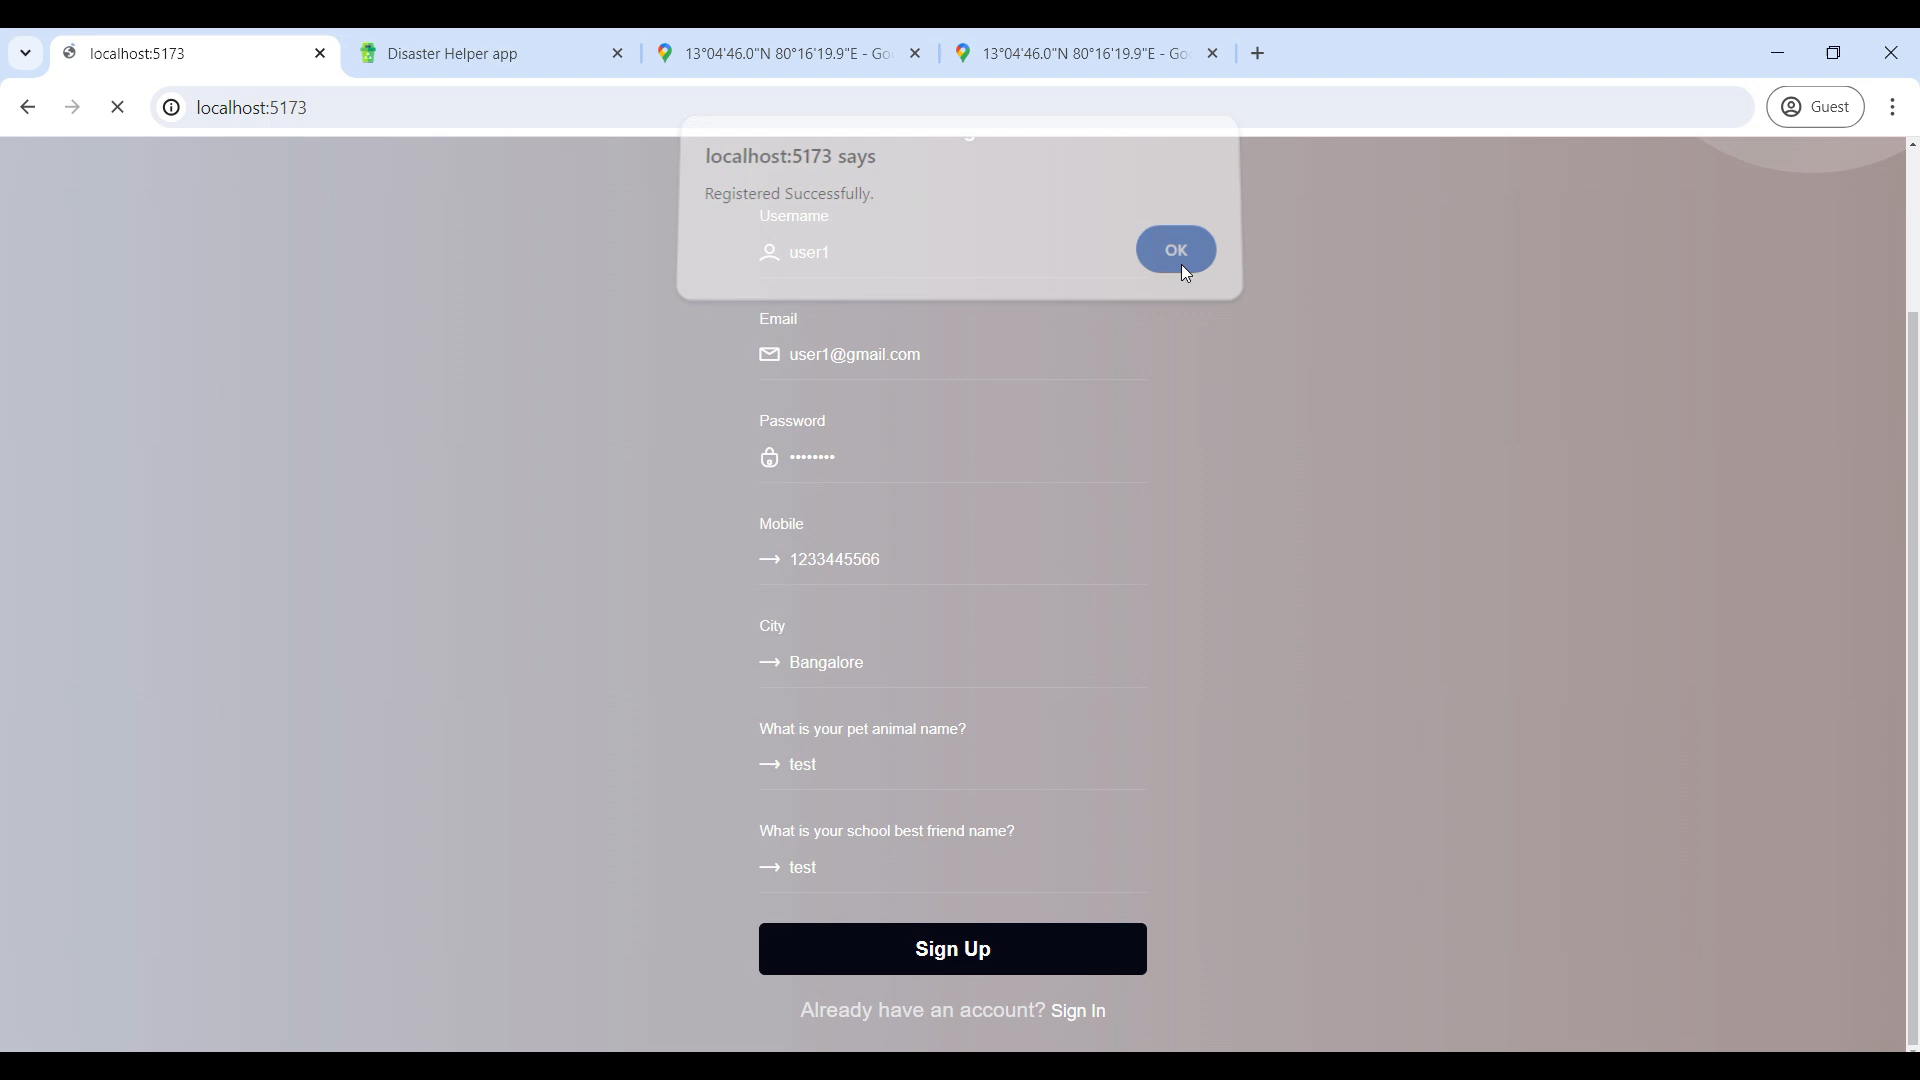 localhost:5173
Disaster Helper app
13°04'46.0"N 80°16'19.9"E - Go
13°04'46.0"N 80°16'19.9"E - Go
localhost:5173
Guest
localhost:5173 says
Registered Successfully.
Username
user1
OK
Email
user1@gmail.com
Password
••••••••
Mobile
1233445566
City
Bangalore
What is your pet animal name?
test
What is your school best friend name?
test
Sign Up
Already have an account? Sign In